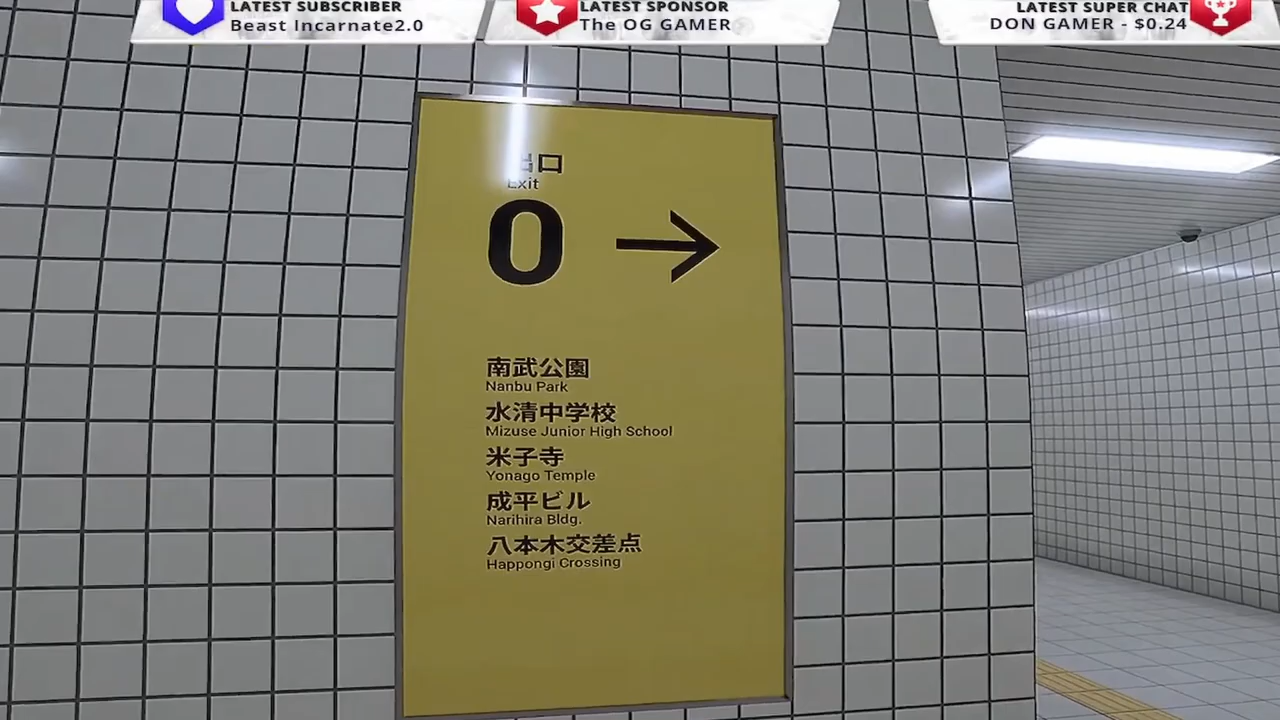 LATEST SUBSCRIBER
Beast Incarnate2.0
LATEST SPONSOR
The OG GAMER
LATEST SUPER CHAT
DON GAMER - $0.24
出口
Exit
0 →
南武公園
Nanbu Park
水清中学校
Mizuse Junior High School
米子寺
Yonago Temple
成平ビル
Narihira Bldg.
八本木交差点
Happongi Crossing